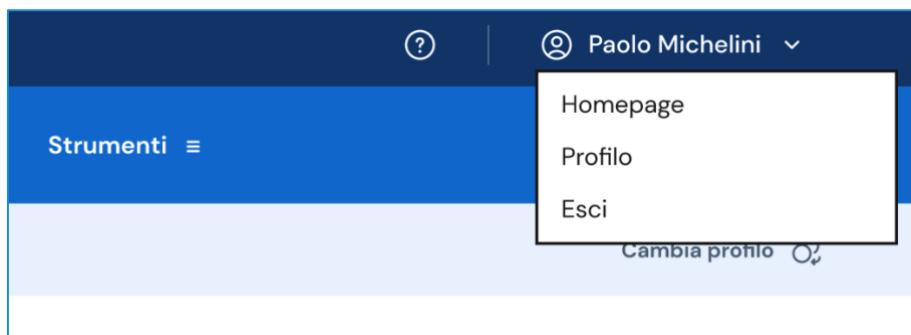 Paolo Michelini
Homepage
Strumenti
Profilo
Esci
Cambia profilo